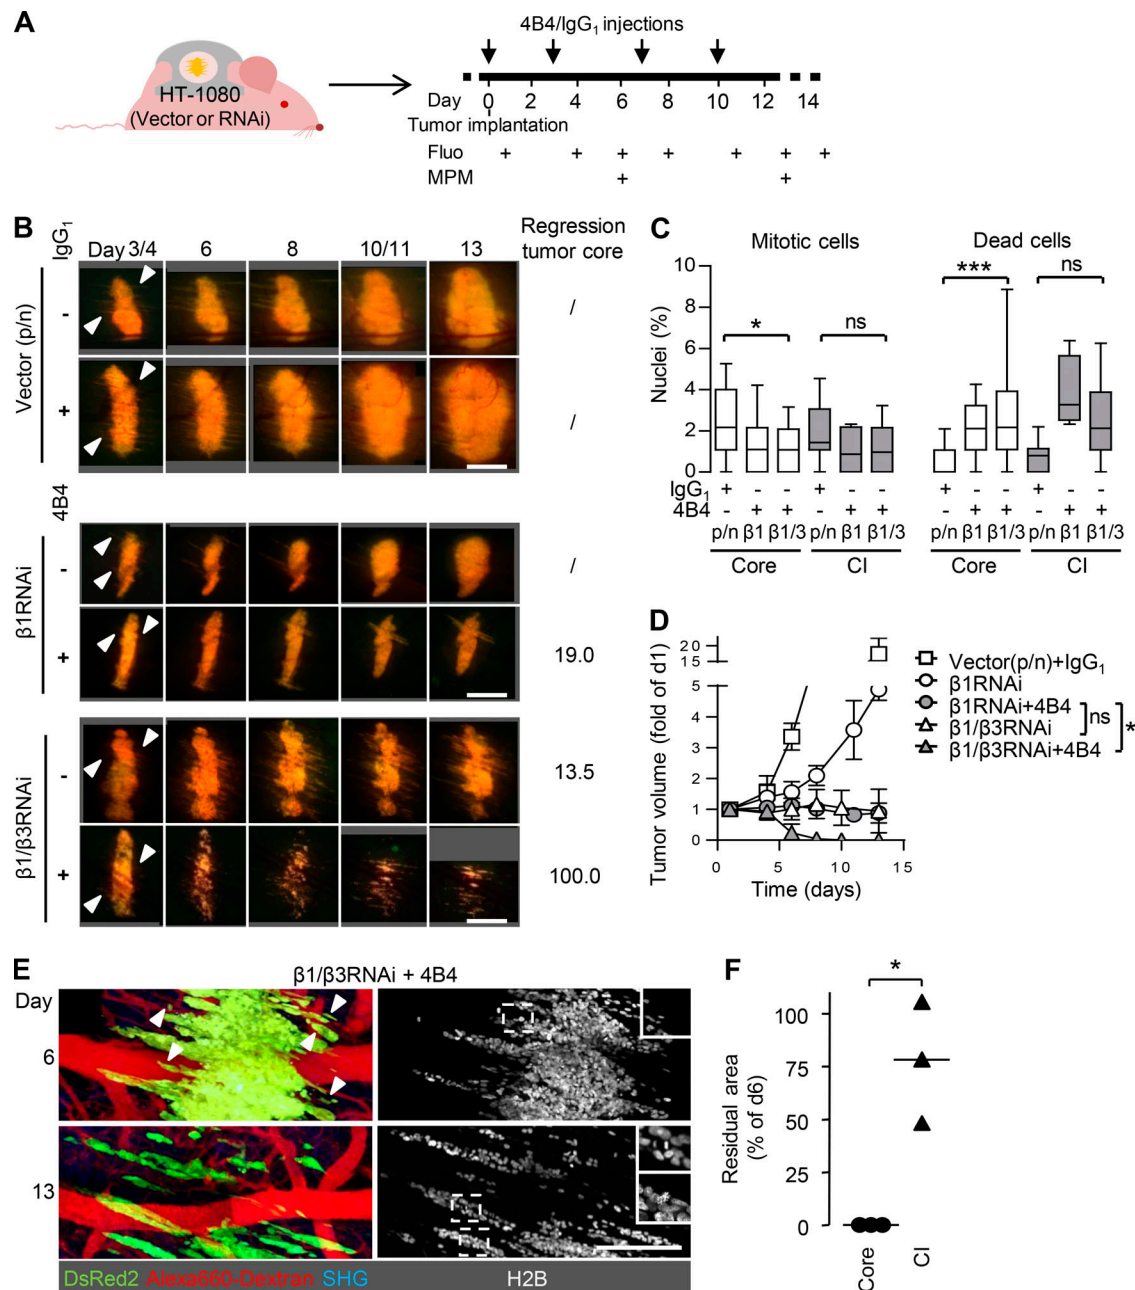 A
4B4/IgG1 injections
HT-1080
(Vector or RNAi)
Day 0 2 4 6 8 10 12 14
Tumor implantation
Fluo + + + + + + +
MPM + +
B
IgG1
Day 3/4 6 8 10/11 13
Regression
tumor core
Vector (p/n)
- /
+ /
4B4
β1RNAi
- /
+ 19.0
β1/β3RNAi
- 13.5
+ 100.0
C
Mitotic cells Dead cells
Nuclei (%)
10
8
6
4
2
0
* ns *** ns
IgG1 + - - + - - + - - + - -
4B4 - + + - + + - + + - + +
p/n β1 β1/3 p/n β1 β1/3 p/n β1 β1/3 p/n β1 β1/3
Core CI Core CI
D
Tumor volume (fold of d1)
20
15
5
4
3
2
1
0
0 5 10 15
Time (days)
Vector(p/n)+IgG1
β1RNAi
β1RNAi+4B4
β1/β3RNAi
β1/β3RNAi+4B4
ns
*
E
β1/β3RNAi + 4B4
Day
6
13
DsRed2 Alexa660-Dextran SHG H2B
F
*
Residual area
(% of d6)
100
75
50
25
0
Core
CI